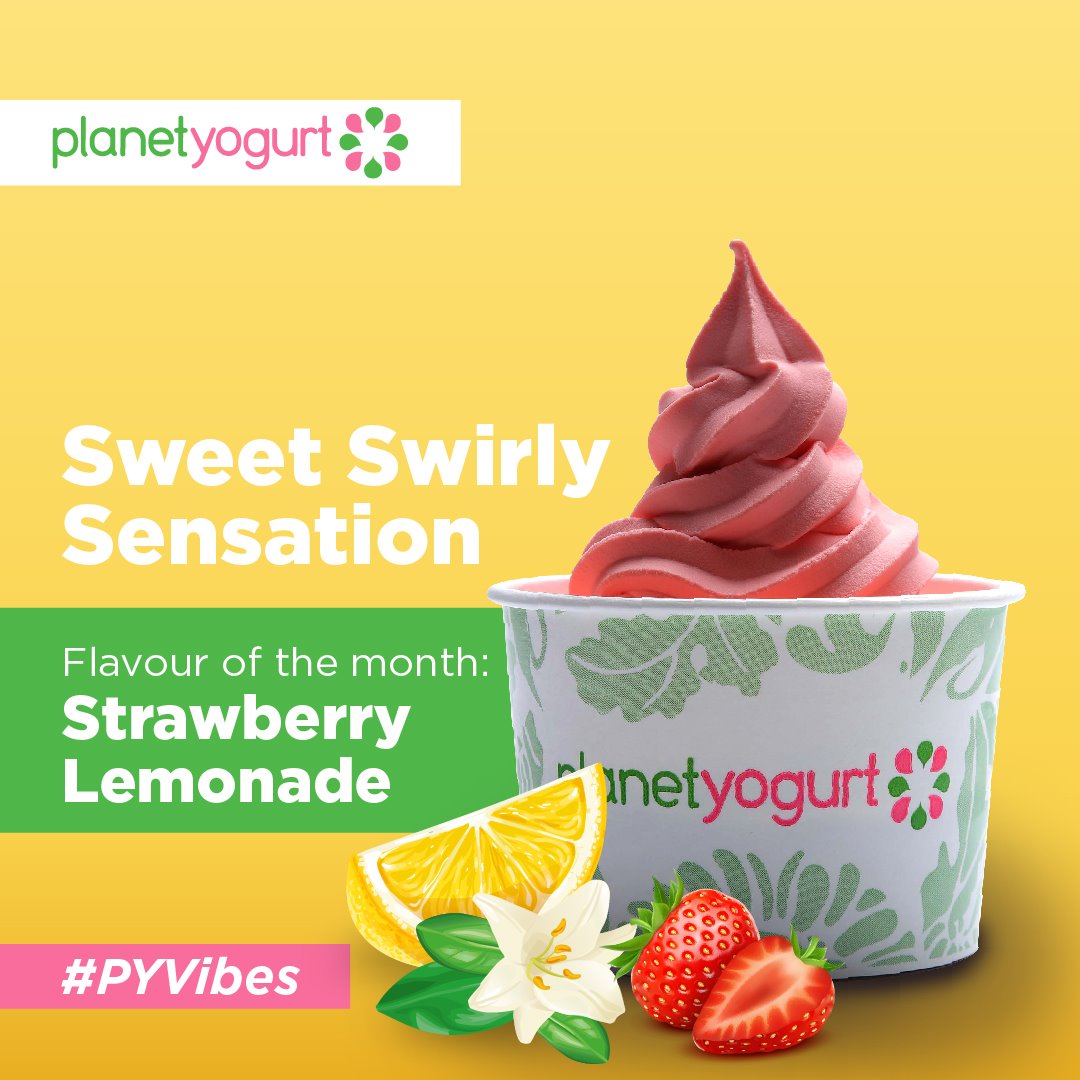 planetyogurt
Sweet Swirly
Sensation
Flavour of the month:
Strawberry
Lemonade
planetyogurt
#PYVibes